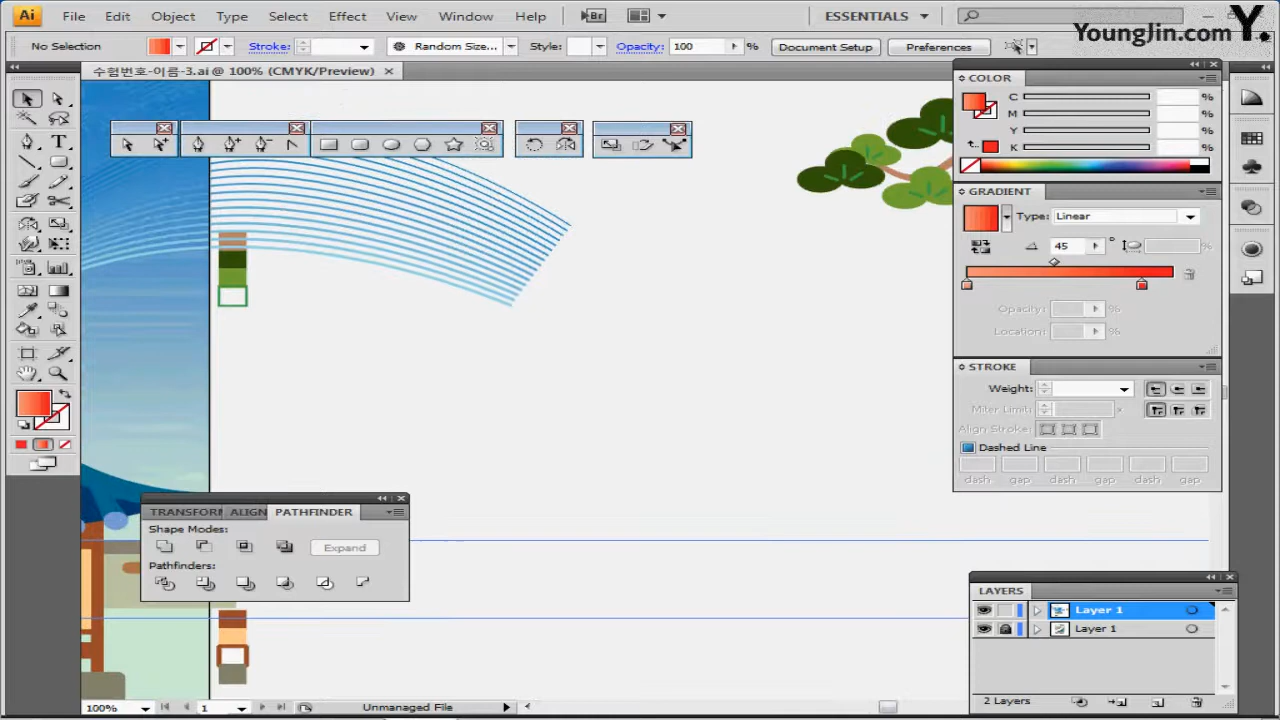 Ai File Edit Object Type Select Effect View Window Help Br ESSENTIALS
YoungJin.com Y.
No Selection Stroke: Random Size... Style: Opacity: 100 % Document Setup Preferences
수험번호-이름-3.ai @ 100% (CMYK/Preview)
COLOR
C %
M %
Y %
K %
GRADIENT
Type: Linear
45 °
Opacity: %
Location: %
STROKE
Weight:
Miter Limit: x
Align Stroke:
Dashed Line
dash gap dash gap dash gap
TRANSFORM ALIGN PATHFINDER
Shape Modes:
Expand
Pathfinders:
LAYERS
Layer 1
Layer 1
2 Layers
100% 1 Unmanaged File